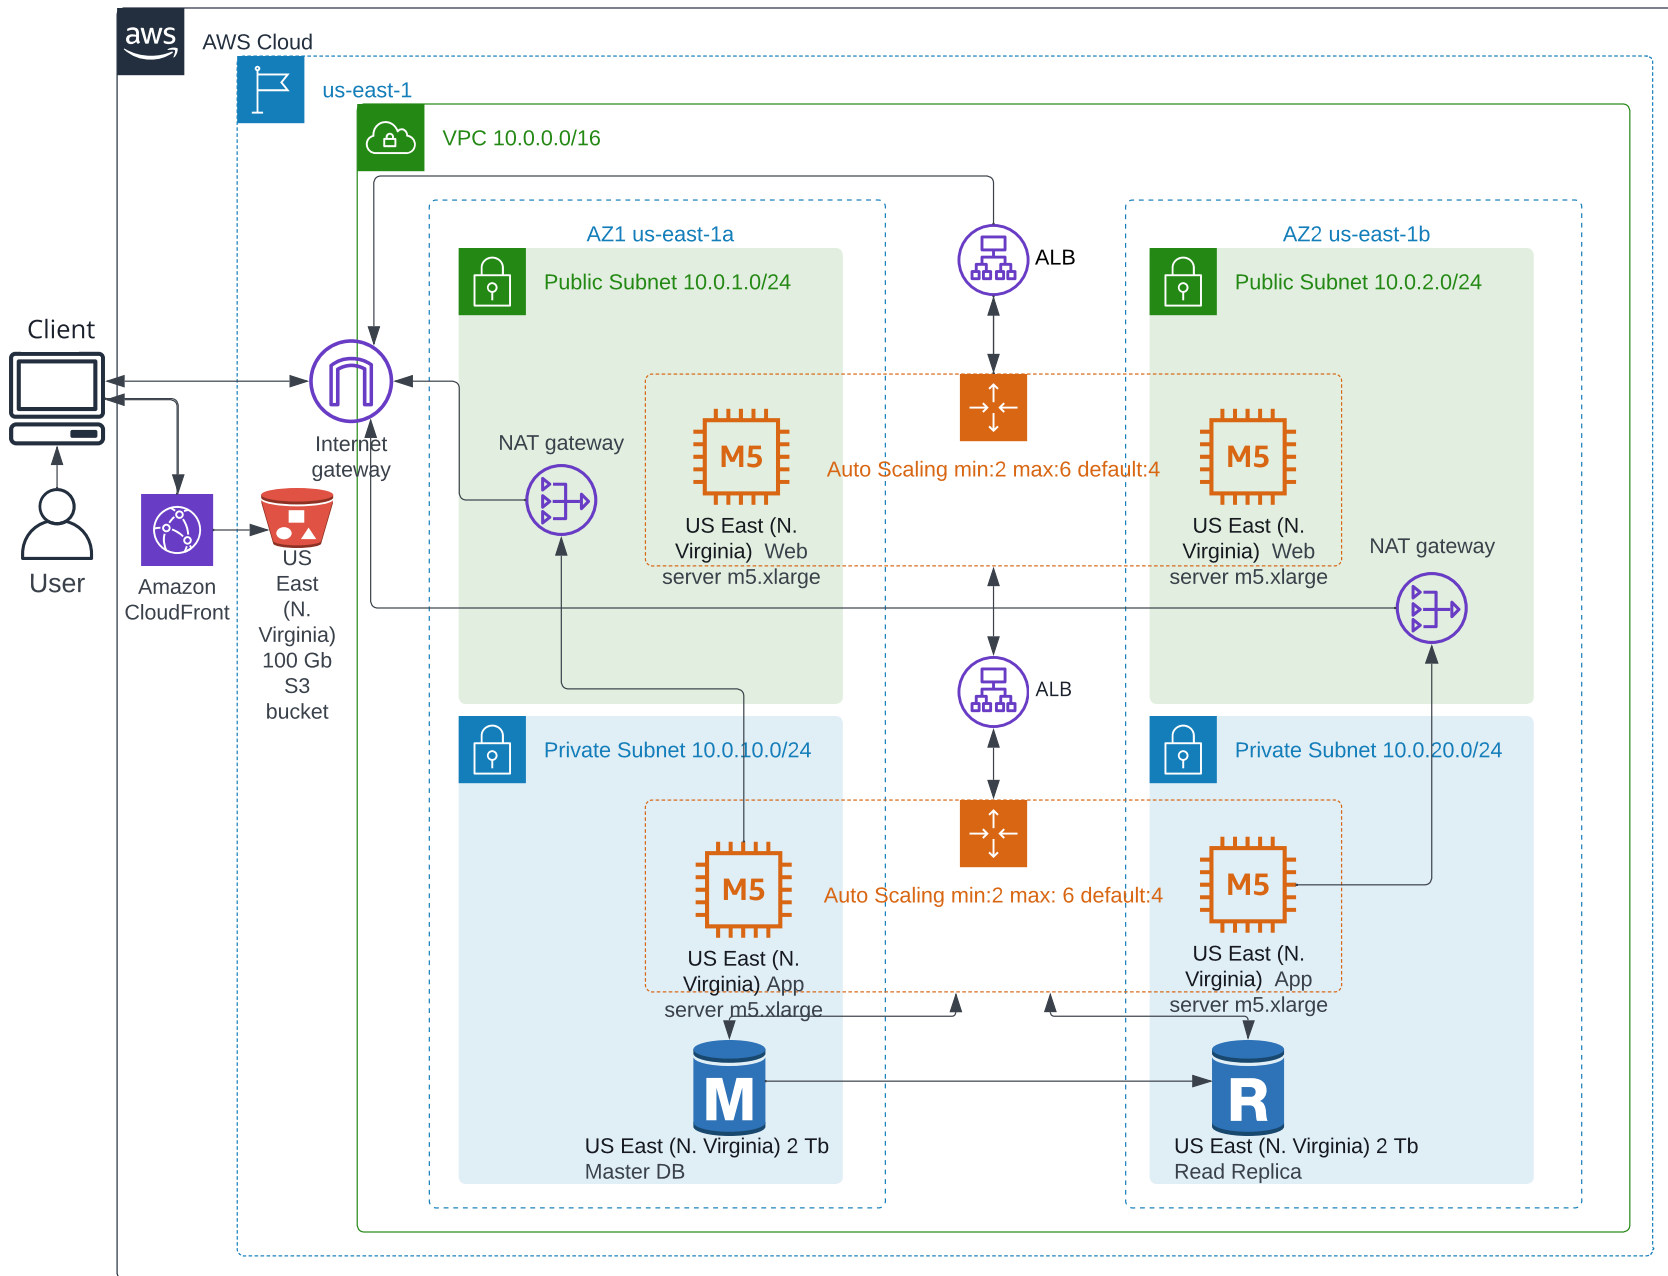 aws
AWS Cloud
us-east-1
VPC 10.0.0.0/16
AZ1 us-east-1a
AZ2 us-east-1b
ALB
Public Subnet 10.0.1.0/24
Public Subnet 10.0.2.0/24
Client
Internet
gateway
NAT gateway
M5
Auto Scaling min:2 max:6 default:4
M5
US East (N.
Virginia) Web
server m5.xlarge
US East (N.
Virginia) Web
server m5.xlarge
NAT gateway
User
Amazon
CloudFront
US
East
(N.
Virginia)
100 Gb
S3
bucket
ALB
Private Subnet 10.0.10.0/24
Private Subnet 10.0.20.0/24
M5
Auto Scaling min:2 max: 6 default:4
M5
US East (N.
Virginia) App
server m5.xlarge
US East (N.
Virginia) App
server m5.xlarge
M
R
US East (N. Virginia) 2 Tb
Master DB
US East (N. Virginia) 2 Tb
Read Replica